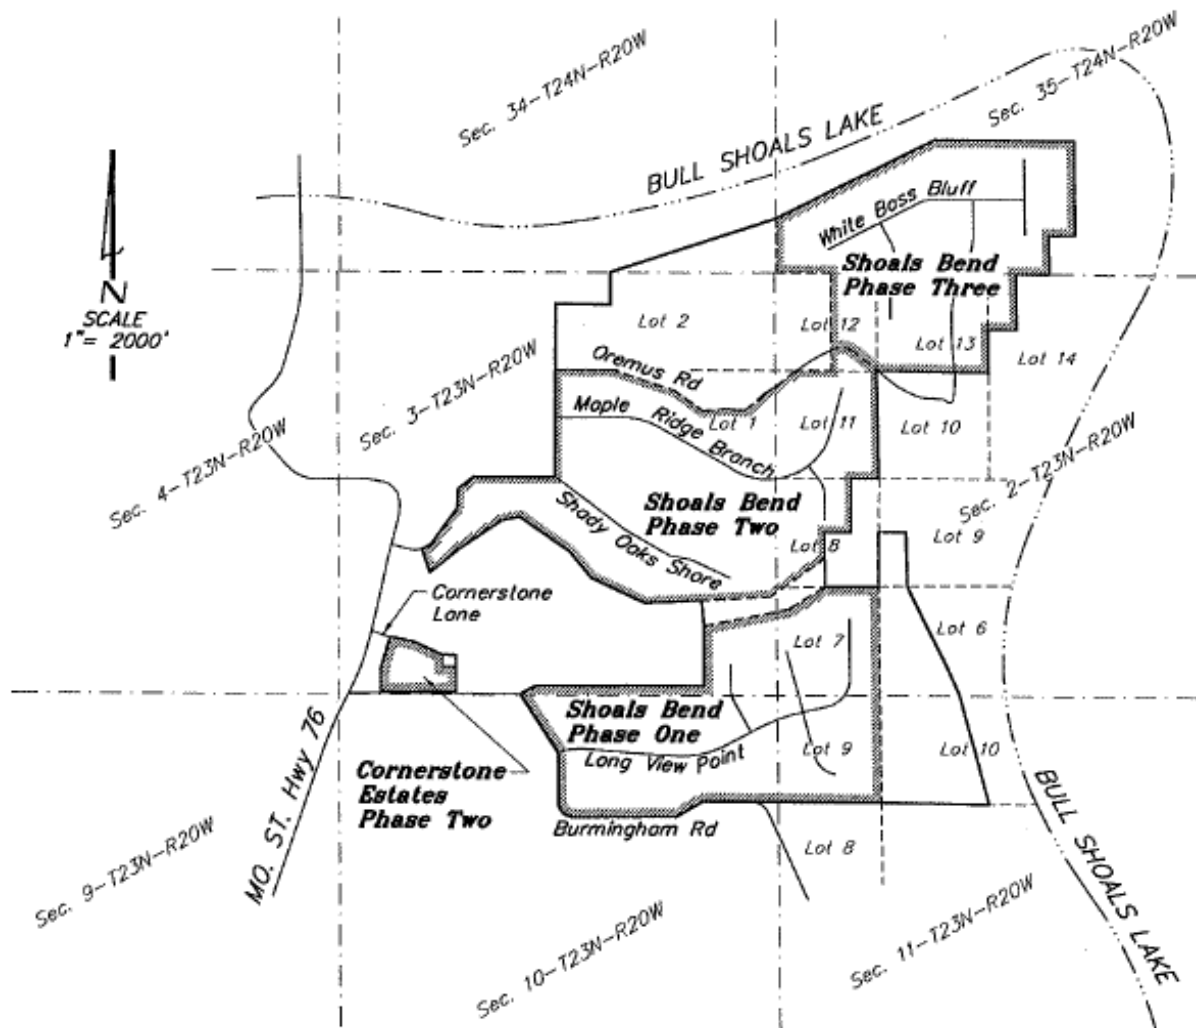 Sec. 34-T24N-R20W
Sec. 35-T24N-R20W
BULL SHOALS LAKE
White Boss Bluff
Shoals Bend
Phase Three
N
SCALE
1"= 2000'
Lot 2
Lot 12
Lot 13
Lot 14
Oremus Rd
Sec. 3-T23N-R20W
Maple Ridge Branch
Lot 1
Lot 11
Lot 10
Sec. 4-T23N-R20W
Sec. 2-T23N-R20W
Shoals Bend
Phase Two
Shady Oaks Shore
Lot 8
Lot 9
Cornerstone
Lane
Lot 7
Lot 6
Shoals Bend
Phase One
Long View Point
Lot 9
Lot 10
MO. ST. Hwy 76
Cornerstone
Estates
Phase Two
Burmingham Rd
Lot 8
BULL SHOALS LAKE
Sec. 9-T23N-R20W
Sec. 10-T23N-R20W
Sec. 11-T23N-R20W